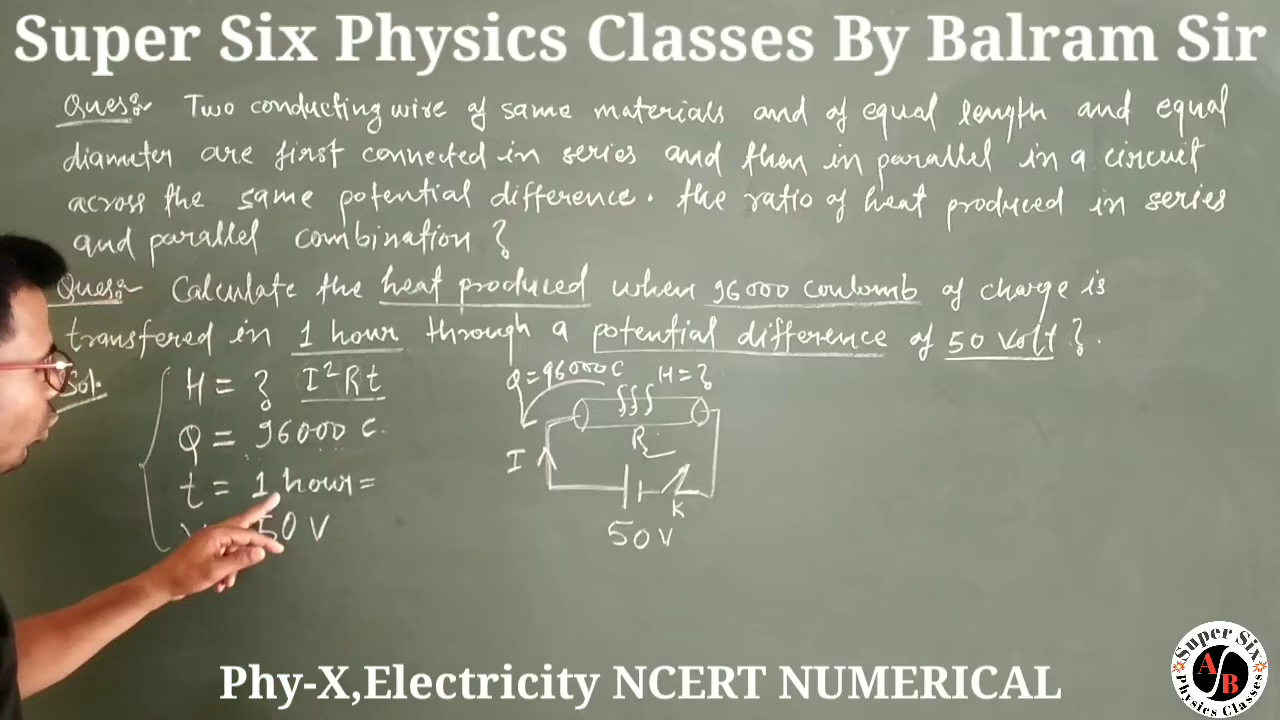 Super Six Physics Classes By Balram Sir
Ques:- Two conducting wire of same materials and of equal length and equal
diameter are first connected in series and then in parallel in a circuit
across the same potential difference. the ratio of heat produced in series
and parallel combination ?
Ques:- Calculate the heat produced when 96000 coulomb of charge is
transferred in 1 hour through a potential difference of 50 Volt ?.
Sol:
H = ? I²Rt
Q = 96000 C.
t = 1 hour =
50 V
Q = 96000 C H = ?
R
I
K
50 V
Phy-X,Electricity NCERT NUMERICAL
Super Six
A B
Physics Classes